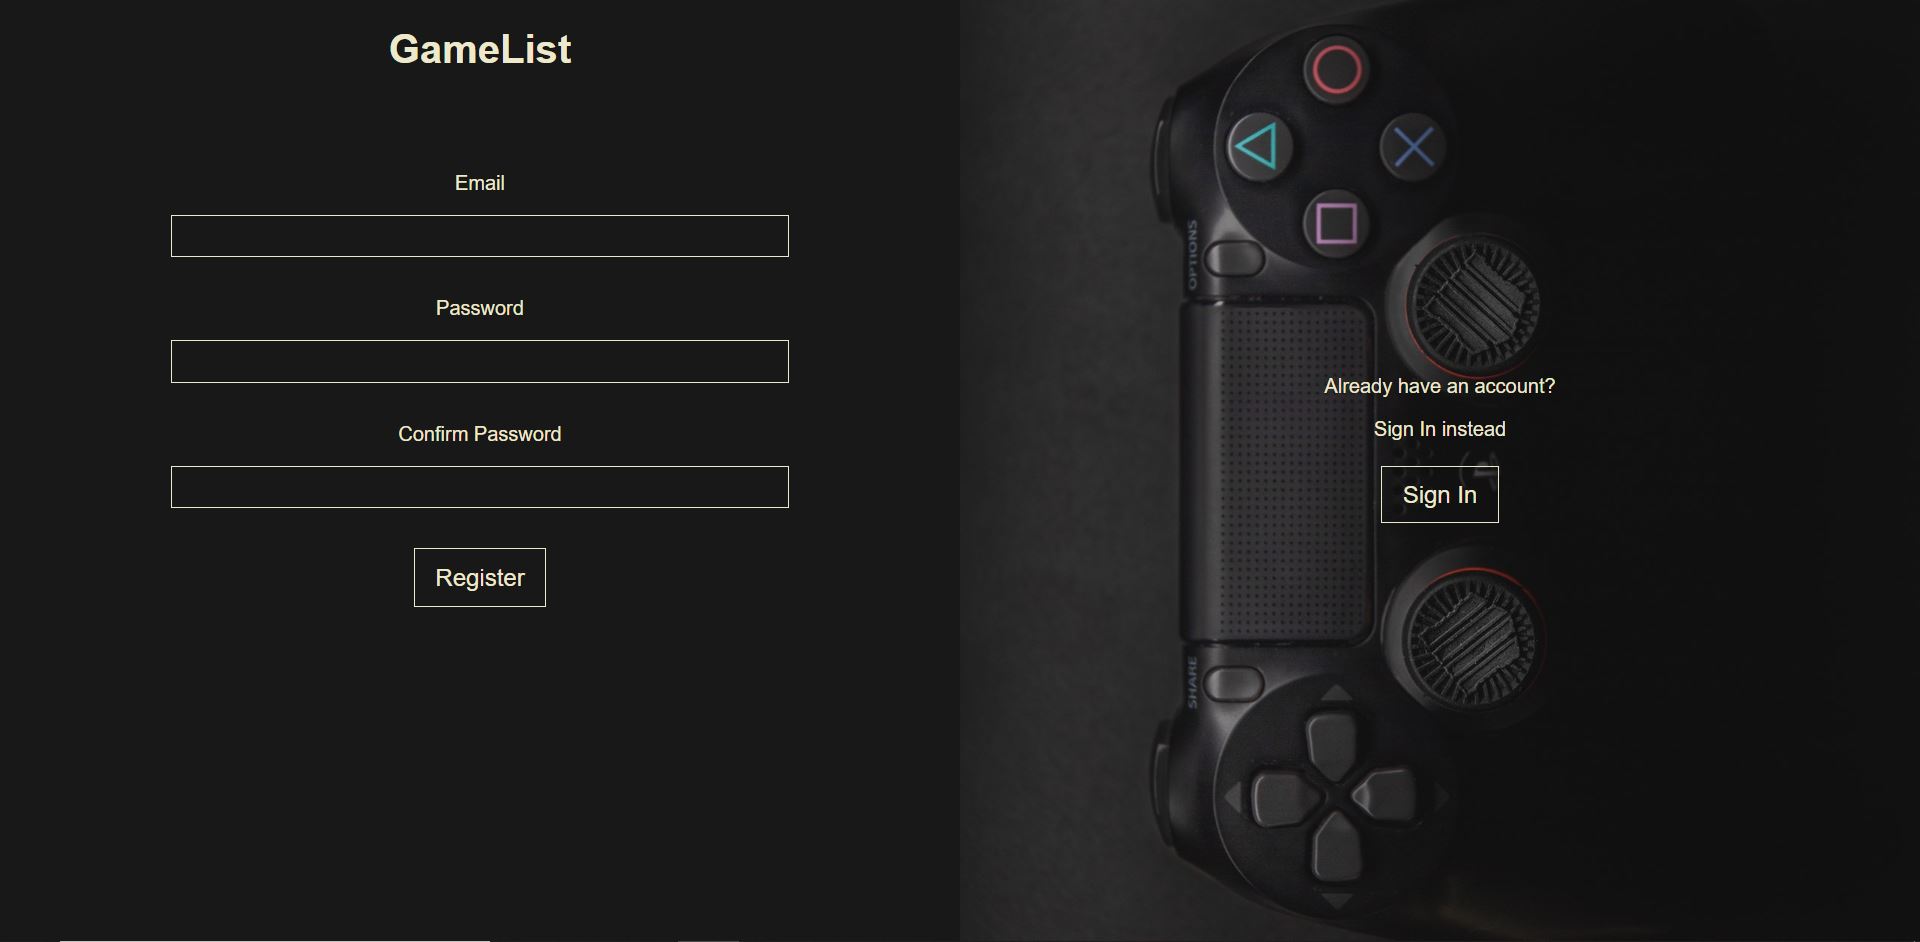 GameList
Email
Password
Confirm Password
Register
OPTIONS
Already have an account?
Sign In instead
Sign In
SHARE